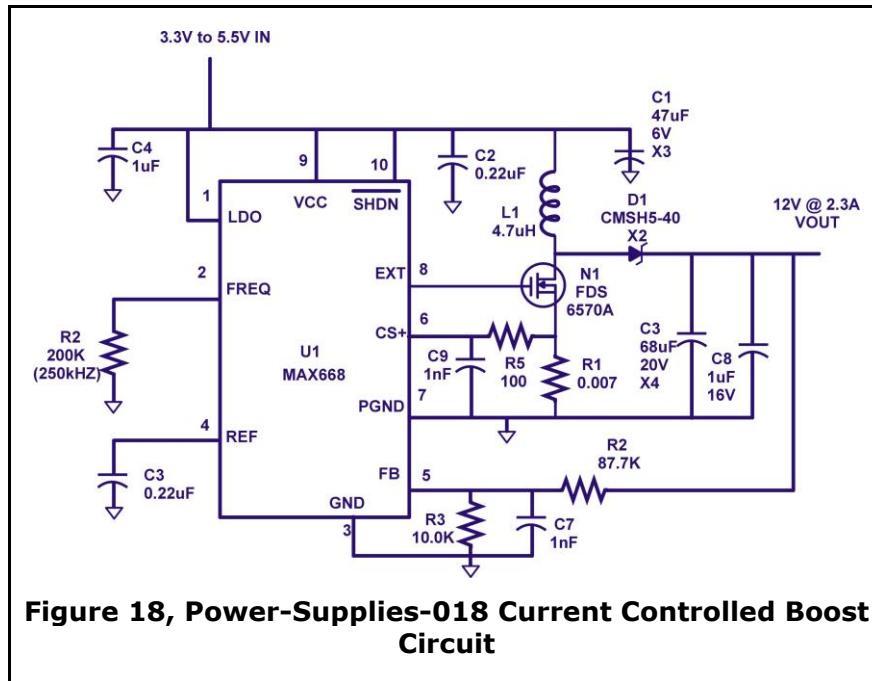 3.3V to 5.5V IN
C1
47uF
6V
X3
C4
1uF
9
10
C2
0.22uF
1
VCC
SHDN
LDO
L1
4.7uH
D1
CMSH5-40
X2
12V @ 2.3A
VOUT
2
FREQ
EXT
8
N1
FDS
6570A
R2
200K
(250kHZ)
U1
MAX668
CS+
6
C9
1nF
R5
100
R1
0.007
C3
68uF
20V
X4
C8
1uF
16V
PGND
7
4
REF
R2
87.7K
FB
5
C3
0.22uF
GND
3
R3
10.0K
C7
1nF
Figure 18, Power-Supplies-018 Current Controlled Boost
Circuit